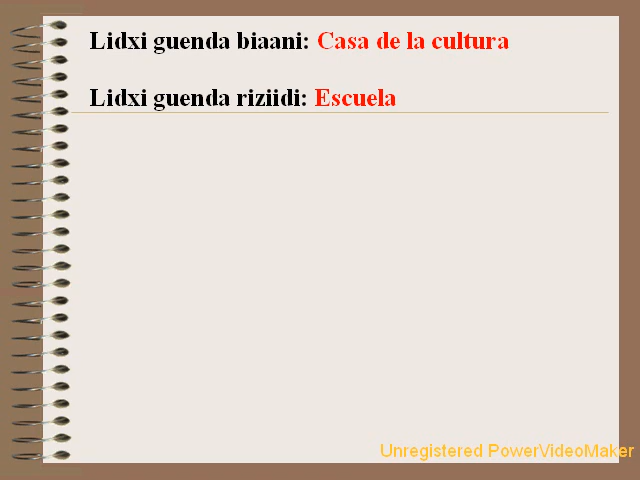 Lidxi guenda biaani: Casa de la cultura
Lidxi guenda riziidi: Escuela
Unregistered PowerVideoMaker